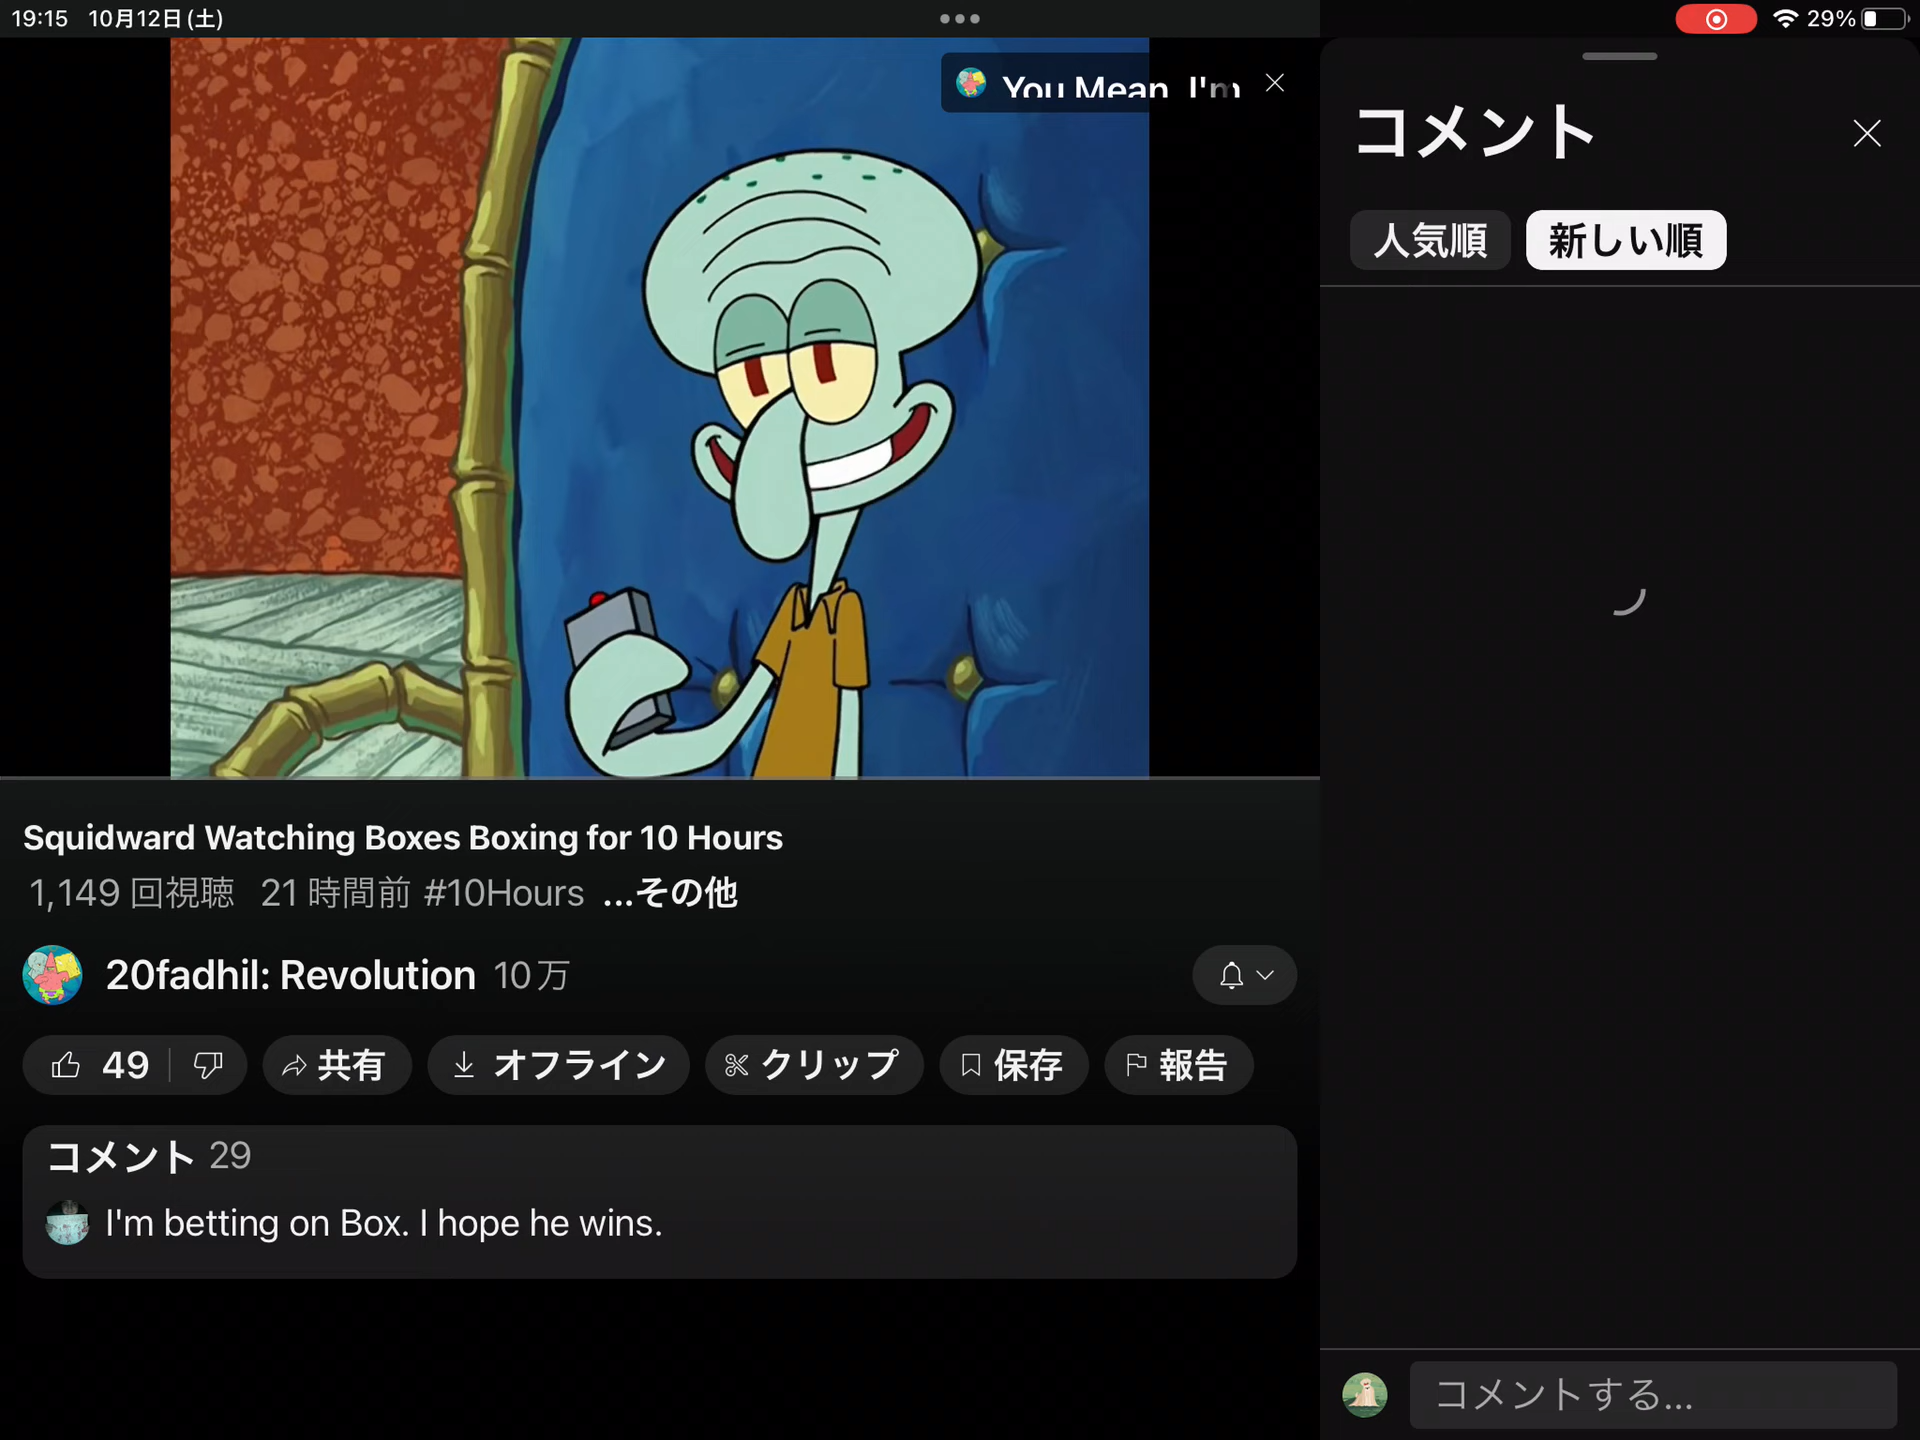 19:15 10月12日(土)
29%
You Mean I'm
コメント
人気順 新しい順
Squidward Watching Boxes Boxing for 10 Hours
1,149 回視聴 21 時間前 #10Hours ...その他
20fadhil: Revolution 10万
49 共有 オフライン クリップ 保存 報告
コメント 29
I'm betting on Box. I hope he wins.
コメントする...